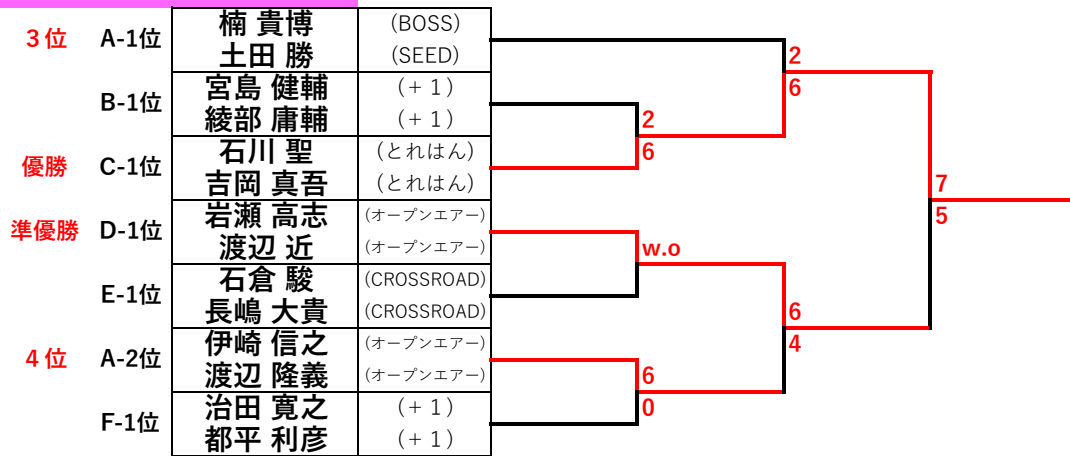 ３位 A-1位 楠 貴博 (BOSS)
土田 勝 (SEED)
2
6
B-1位 宮島 健輔 (+１)
綾部 庸輔 (+１)
2
6
優勝 C-1位 石川 聖 (とれはん)
吉岡 真吾 (とれはん)
7
5
準優勝 D-1位 岩瀬 高志 (オープンエアー)
渡辺 近 (オープンエアー)
w.o
E-1位 石倉 駿 (CROSSROAD)
長嶋 大貴 (CROSSROAD)
6
4
４位 A-2位 伊崎 信之 (オープンエアー)
渡辺 隆義 (オープンエアー)
6
0
F-1位 治田 寛之 (+１)
都平 利彦 (+１)